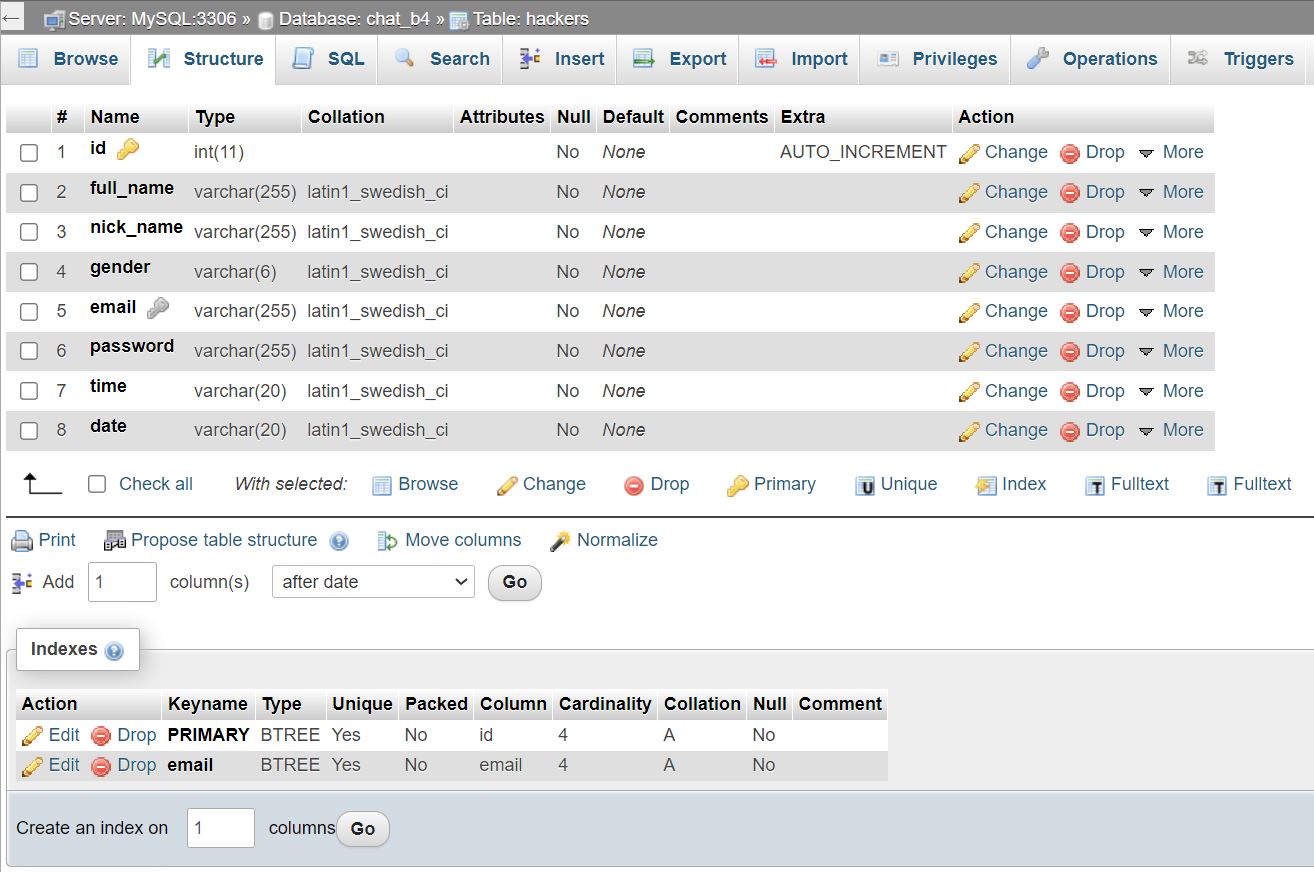 Server: MySQL:3306 » Database: chat_b4 » Table: hackers
Browse Structure SQL Search Insert Export Import Privileges Operations Triggers
# Name Type Collation Attributes Null Default Comments Extra Action
1 id int(11) No None AUTO_INCREMENT Change Drop More
2 full_name varchar(255) latin1_swedish_ci No None Change Drop More
3 nick_name varchar(255) latin1_swedish_ci No None Change Drop More
4 gender varchar(6) latin1_swedish_ci No None Change Drop More
5 email varchar(255) latin1_swedish_ci No None Change Drop More
6 password varchar(255) latin1_swedish_ci No None Change Drop More
7 time varchar(20) latin1_swedish_ci No None Change Drop More
8 date varchar(20) latin1_swedish_ci No None Change Drop More
Check all With selected: Browse Change Drop Primary Unique Index Fulltext Fulltext
Print Propose table structure Move columns Normalize
Add 1 column(s) after date Go
Indexes
Action Keyname Type Unique Packed Column Cardinality Collation Null Comment
Edit Drop PRIMARY BTREE Yes No id 4 A No
Edit Drop email BTREE Yes No email 4 A No
Create an index on 1 columns Go